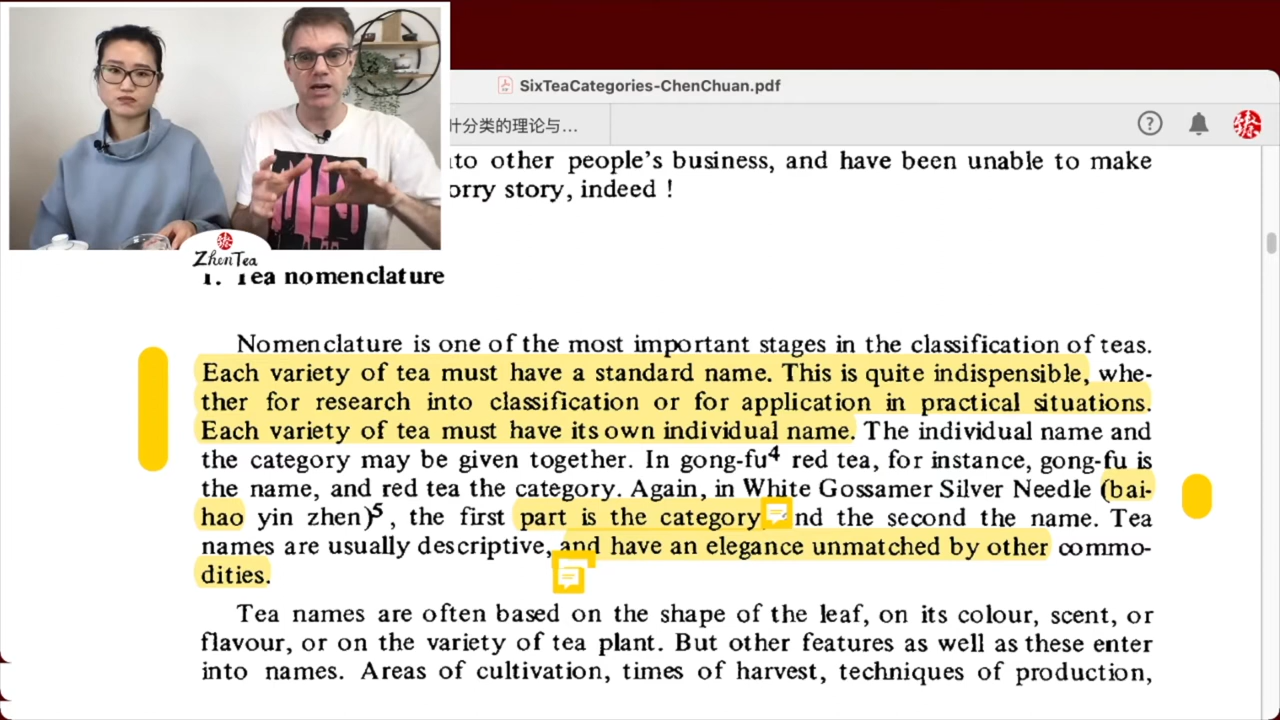 SixTeaCategories-ChenChuan.pdf
叶分类的理论与...
to other people's business, and have been unable to make
orry story, indeed !
ZhenTea
1. Tea nomenclature
Nomenclature is one of the most important stages in the classification of teas.
Each variety of tea must have a standard name. This is quite indispensible, whe-
ther for research into classification or for application in practical situations.
Each variety of tea must have its own individual name. The individual name and
the category may be given together. In gong-fu⁴ red tea, for instance, gong-fu is
the name, and red tea the category. Again, in White Gossamer Silver Needle (bai-
hao yin zhen)⁵, the first part is the category nd the second the name. Tea
names are usually descriptive, and have an elegance unmatched by other commo-
dities.
Tea names are often based on the shape of the leaf, on its colour, scent, or
flavour, or on the variety of tea plant. But other features as well as these enter
into names. Areas of cultivation, times of harvest, techniques of production,